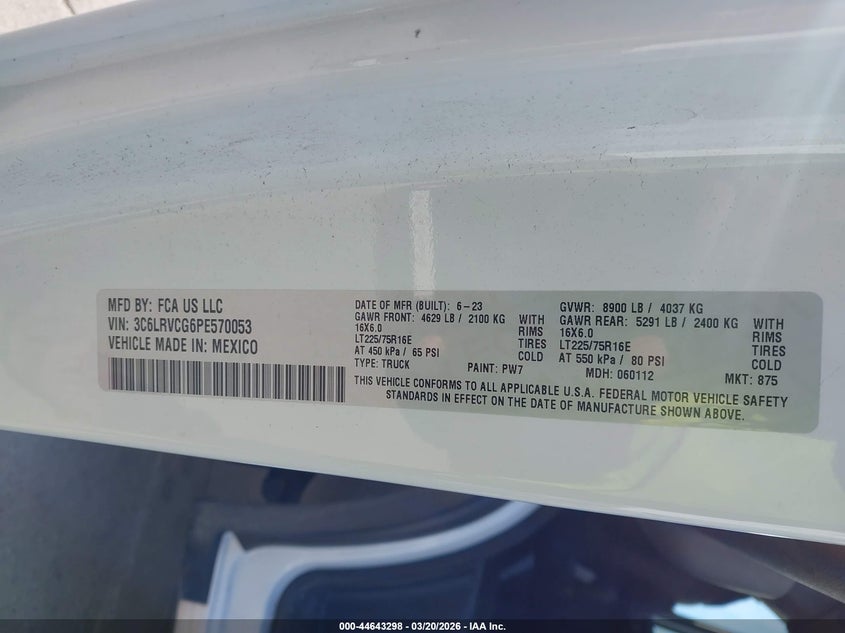 MFD BY: FCA US LLC
VIN: 3C6LRVCG6PE570053
VEHICLE MADE IN: MEXICO
DATE OF MFR (BUILT): 6-23
GAWR FRONT: 4629 LB / 2100 KG WITH
16X6.0 RIMS
LT225/75R16E TIRES
AT 450 kPa / 65 PSI COLD
TYPE: TRUCK PAINT: PW7
GVWR: 8900 LB / 4037 KG
GAWR REAR: 5291 LB / 2400 KG WITH
16X6.0 RIMS
LT225/75R16E TIRES
AT 550 kPa / 80 PSI COLD
MDH: 060112 MKT: 875
THIS VEHICLE CONFORMS TO ALL APPLICABLE U.S.A. FEDERAL MOTOR VEHICLE SAFETY
STANDARDS IN EFFECT ON THE DATE OF MANUFACTURE SHOWN ABOVE.
000-44643298 - 03/20/2026 - IAA Inc.